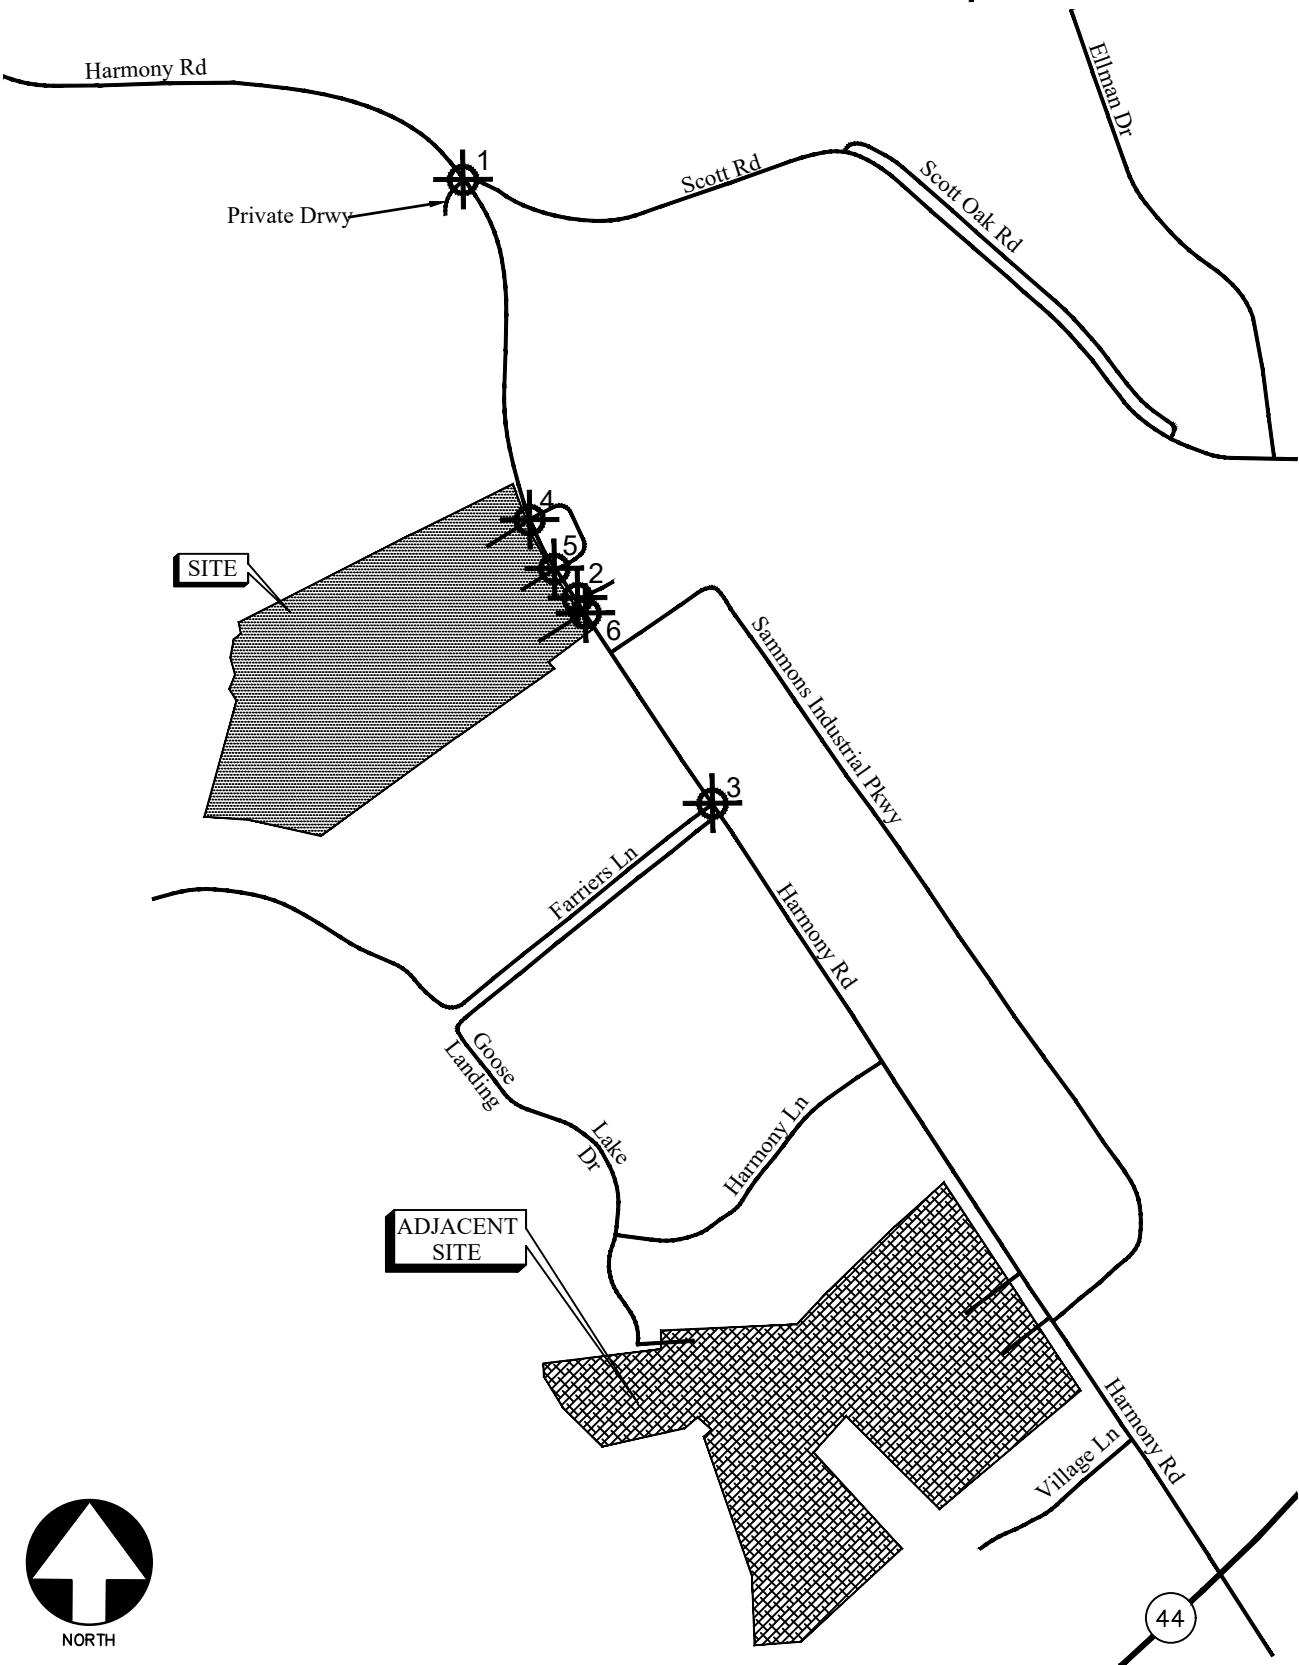 Harmony Rd
Ellman Dr
1
Scott Rd
Scott Oak Rd
Private Drwy
4
5
SITE
2
6
Sammons Industrial Pkwy
3
Farriers Ln
Harmony Rd
Goose
Landing
Lake
Dr
Harmony Ln
ADJACENT
SITE
Harmony Rd
Village Ln
44
NORTH